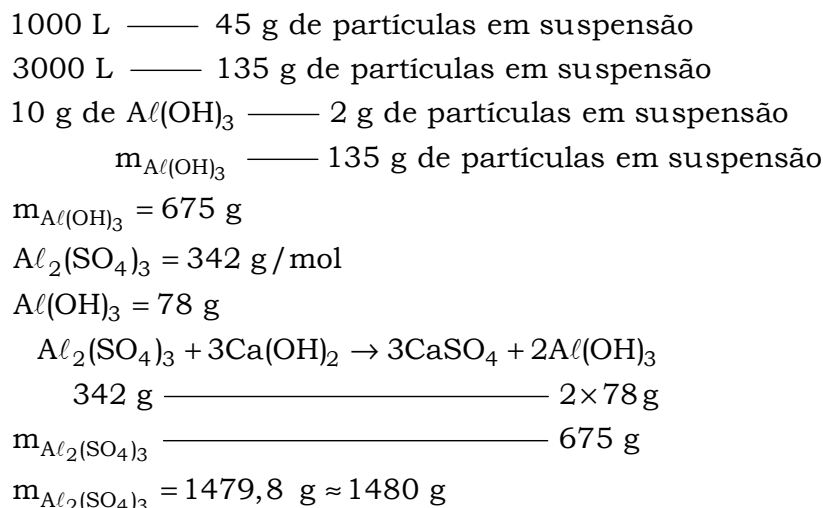 1000 L —— 45 g de partículas em suspensão
3000 L —— 135 g de partículas em suspensão
10 g de Aℓ(OH)₃ —— 2 g de partículas em suspensão
m_Aℓ(OH)₃ —— 135 g de partículas em suspensão
m_Aℓ(OH)₃ = 675 g
Aℓ₂(SO₄)₃ = 342 g/mol
Aℓ(OH)₃ = 78 g
Aℓ₂(SO₄)₃ + 3Ca(OH)₂ → 3CaSO₄ + 2Aℓ(OH)₃
342 g —————— 2×78 g
m_Aℓ₂(SO₄)₃ —————— 675 g
m_Aℓ₂(SO₄)₃ = 1479,8 g ≈ 1480 g